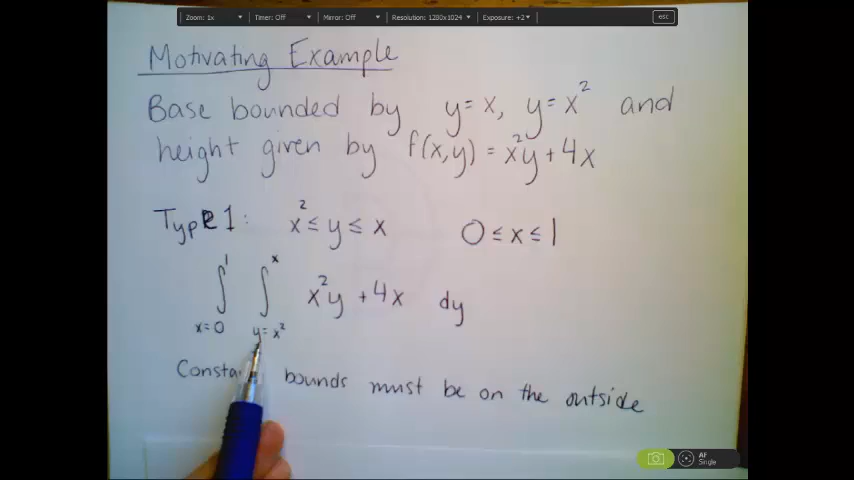 Zoom: 1x Timer: Off Mirror: Off Resolution: 1280x1024 Exposure: +2 esc
Motivating Example
Base bounded by y=x, y=x² and
height given by f(x,y) = x²y+4x
Type 1: x² ≤ y ≤ x 0 ≤ x ≤ 1
∫_{x=0}^{1} ∫_{y=x²}^{x} x²y + 4x dy
bounds must be on the outside
AF
Single